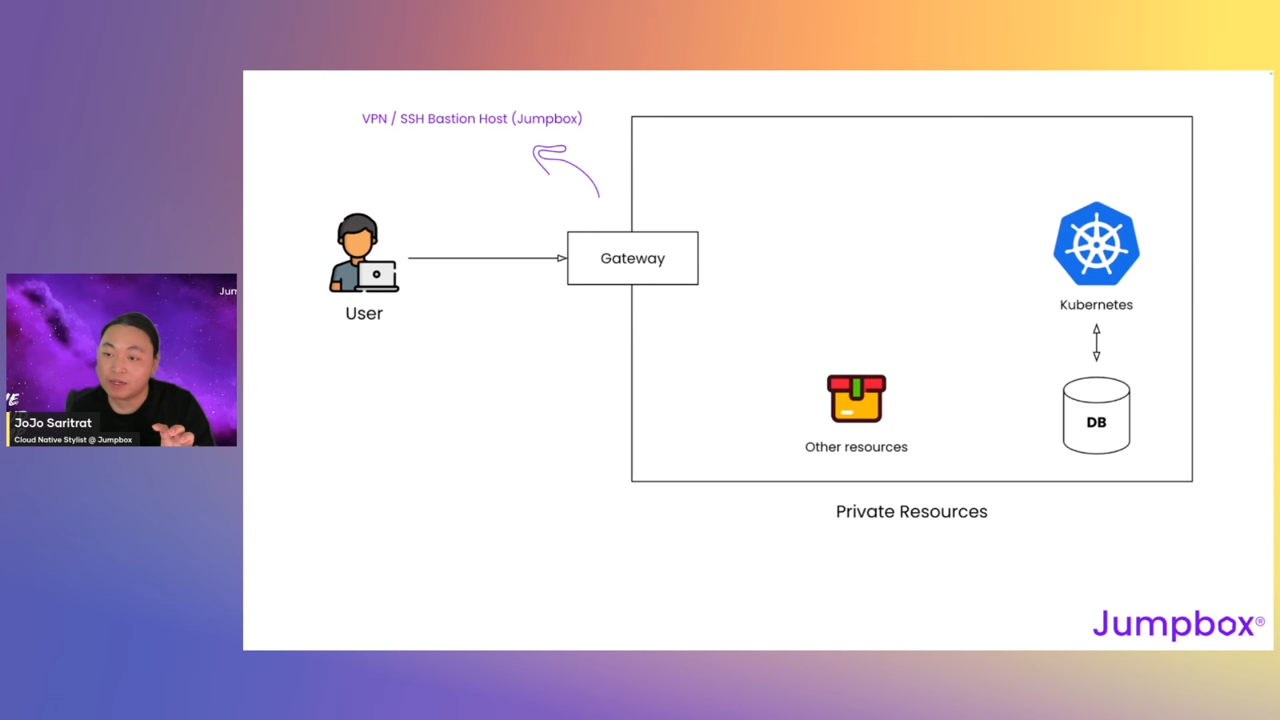 VPN / SSH Bastion Host (Jumpbox)
Gateway
User
Kubernetes
DB
Other resources
Private Resources
Jumpbox®
JoJo Saritrat
Cloud Native Stylist @ Jumpbox